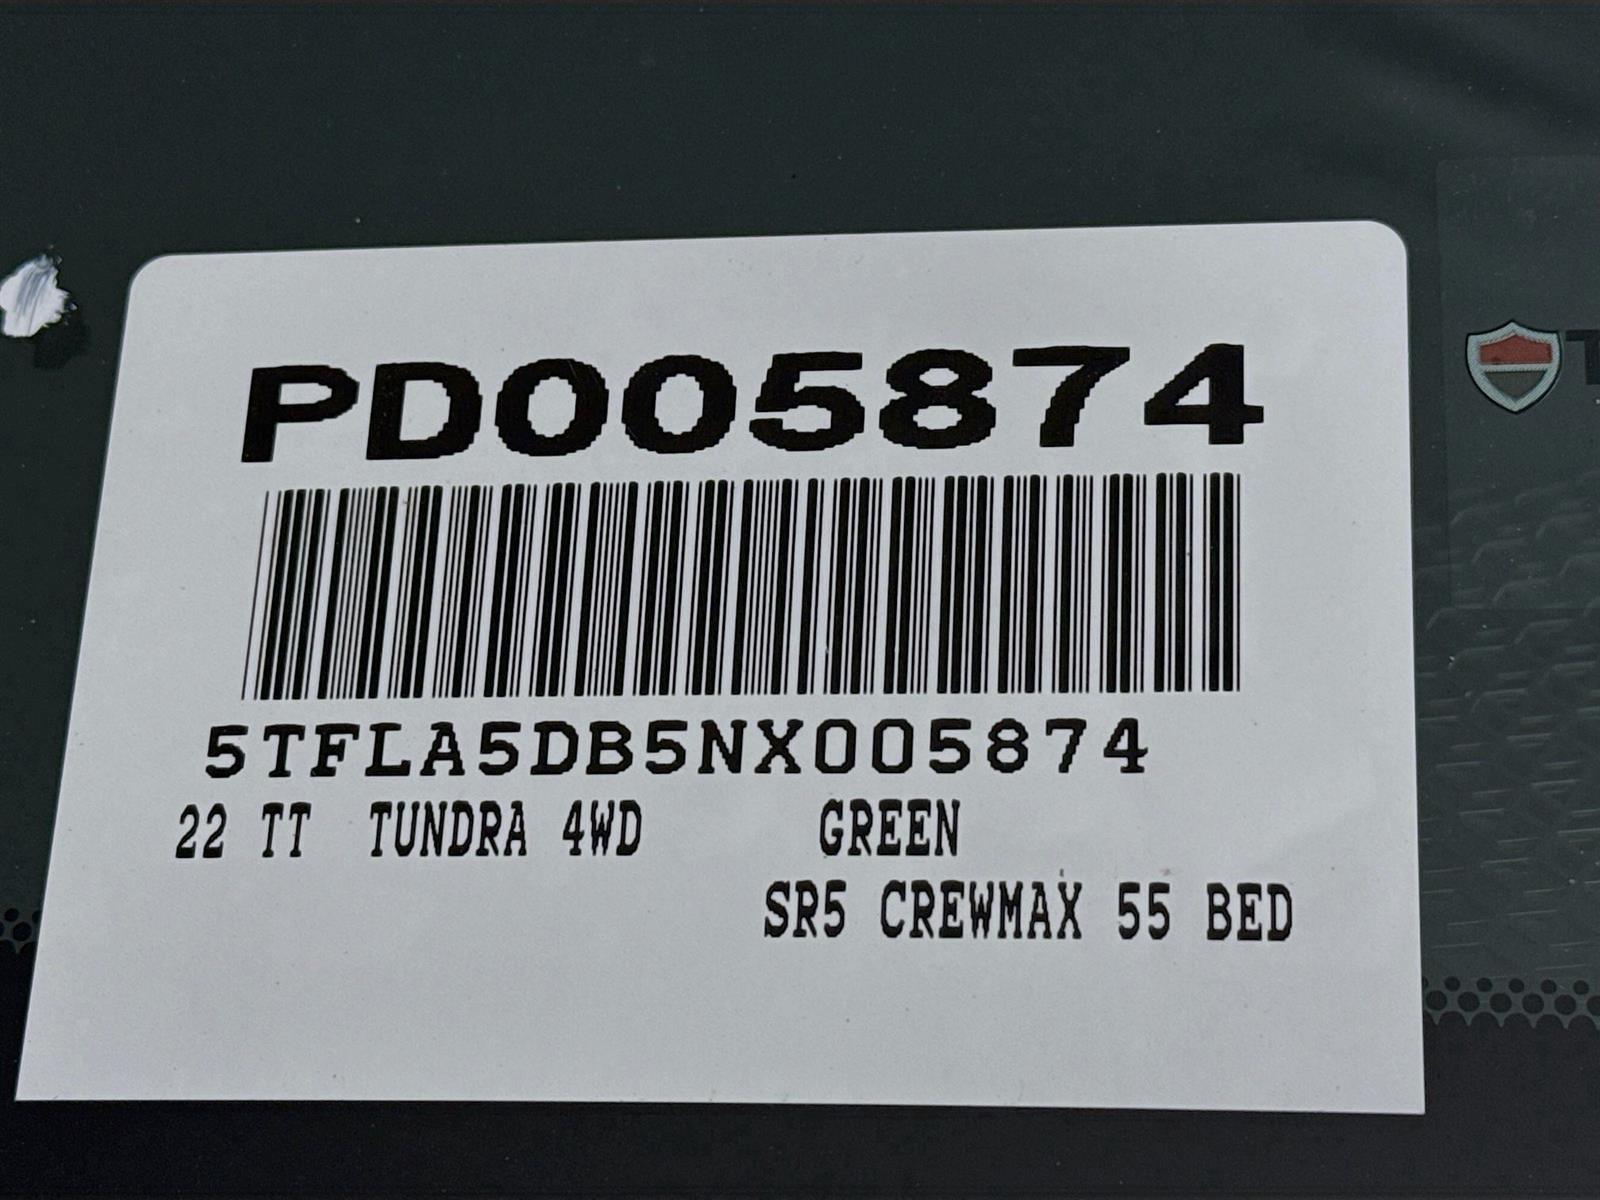 PD005874
5TFLA5DB5NX005874
22 TT TUNDRA 4WD GREEN
SR5 CREWMAX 55 BED